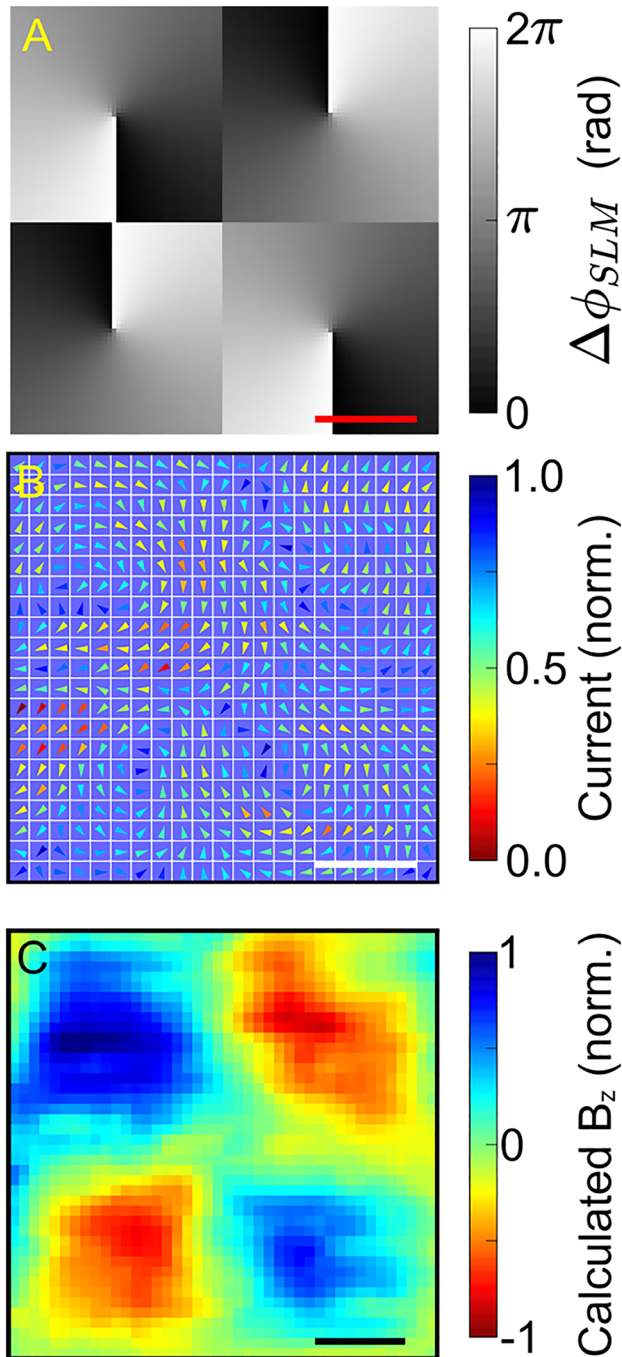 A
2π
π
0
Δϕ_SLM (rad)
B
1.0
0.5
0.0
Current (norm.)
C
1
0
-1
Calculated B_z (norm.)